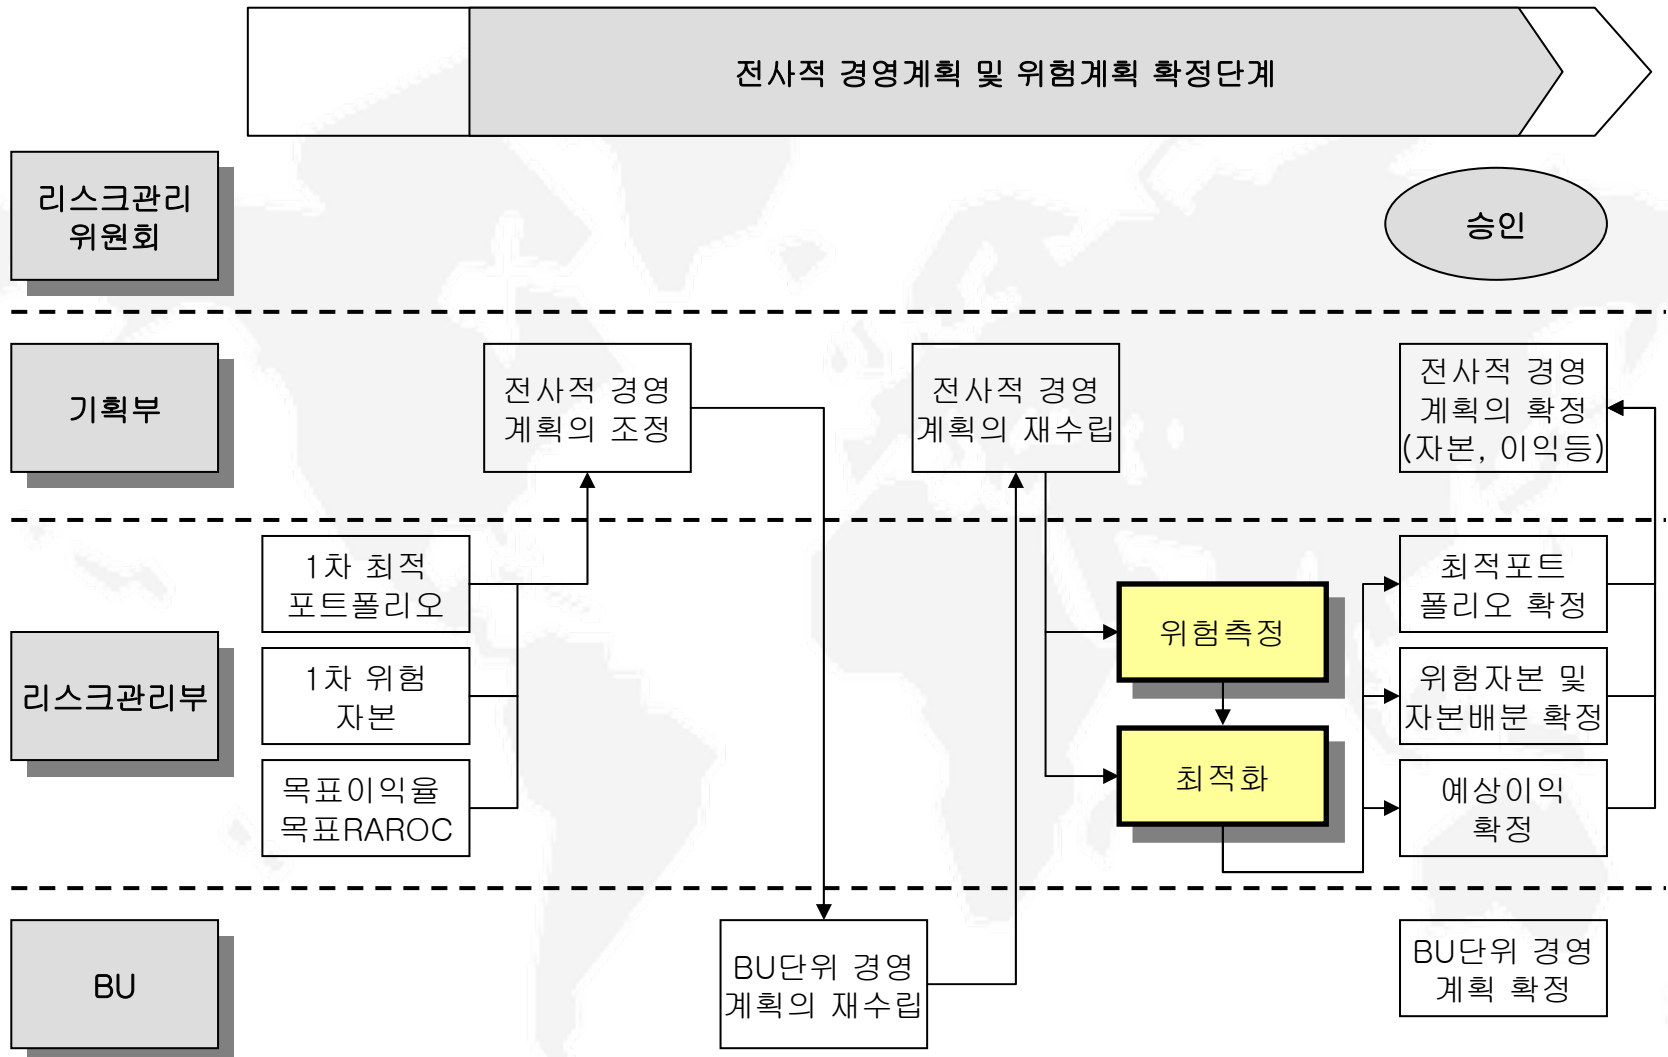 전사적 경영계획 및 위험계획 확정단계
리스크관리
위원회
승인
기획부
전사적 경영
계획의 조정
전사적 경영
계획의 재수립
전사적 경영
계획의 확정
(자본, 이익등)
리스크관리부
1차 최적
포트폴리오
1차 위험
자본
목표이익율
목표RAROC
위험측정
최적화
최적포트
폴리오 확정
위험자본 및
자본배분 확정
예상이익
확정
BU
BU단위 경영
계획의 재수립
BU단위 경영
계획 확정